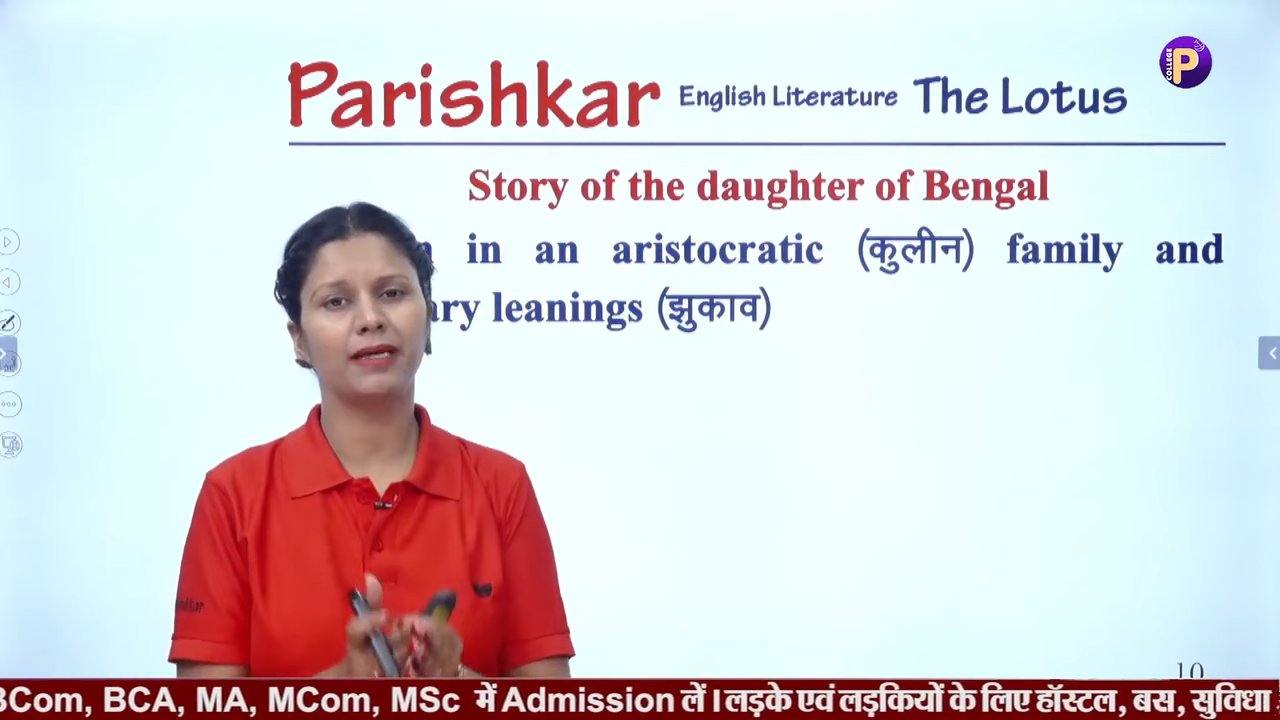 COLLEGE P
Parishkar English Literature The Lotus
Story of the daughter of Bengal
in an aristocratic (कुलीन) family and
leanings (झुकाव)
10
BCom, BCA, MA, MCom, MSc में Admission लें । लड़के एवं लड़कियों के लिए हॉस्टल, बस, सुविधा